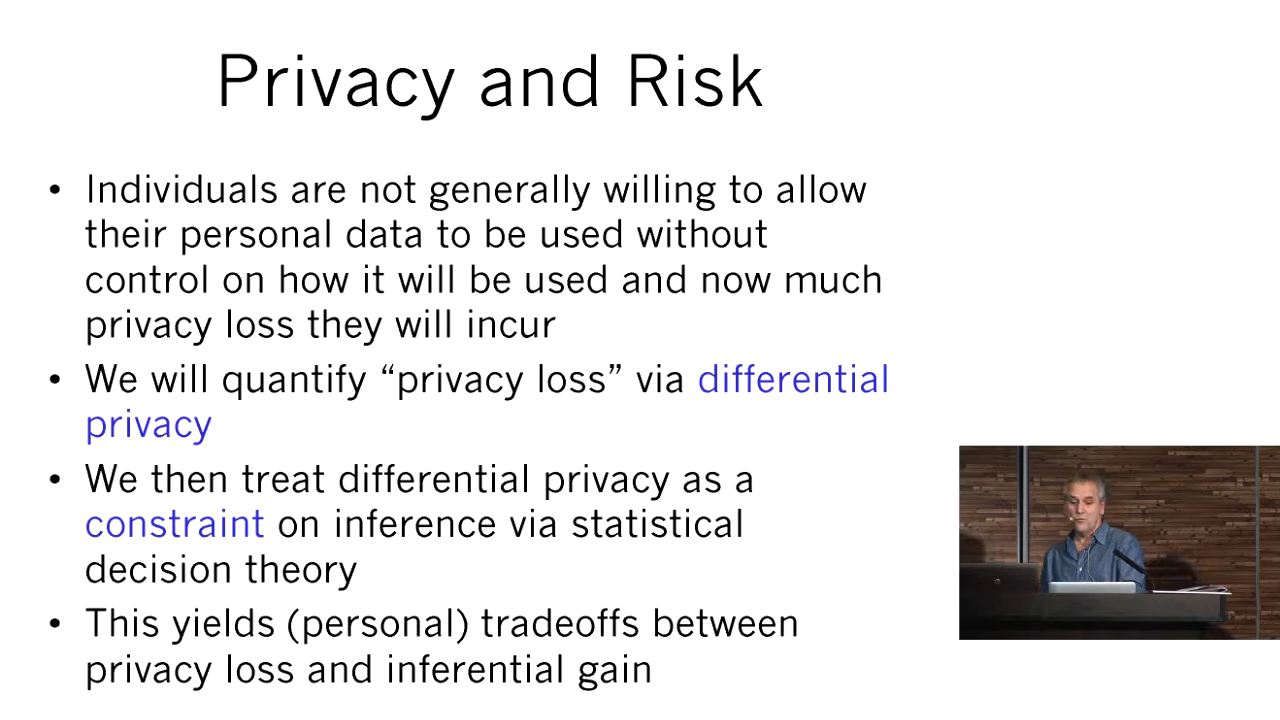 Privacy and Risk
• Individuals are not generally willing to allow
their personal data to be used without
control on how it will be used and now much
privacy loss they will incur
• We will quantify “privacy loss” via differential
privacy
• We then treat differential privacy as a
constraint on inference via statistical
decision theory
• This yields (personal) tradeoffs between
privacy loss and inferential gain